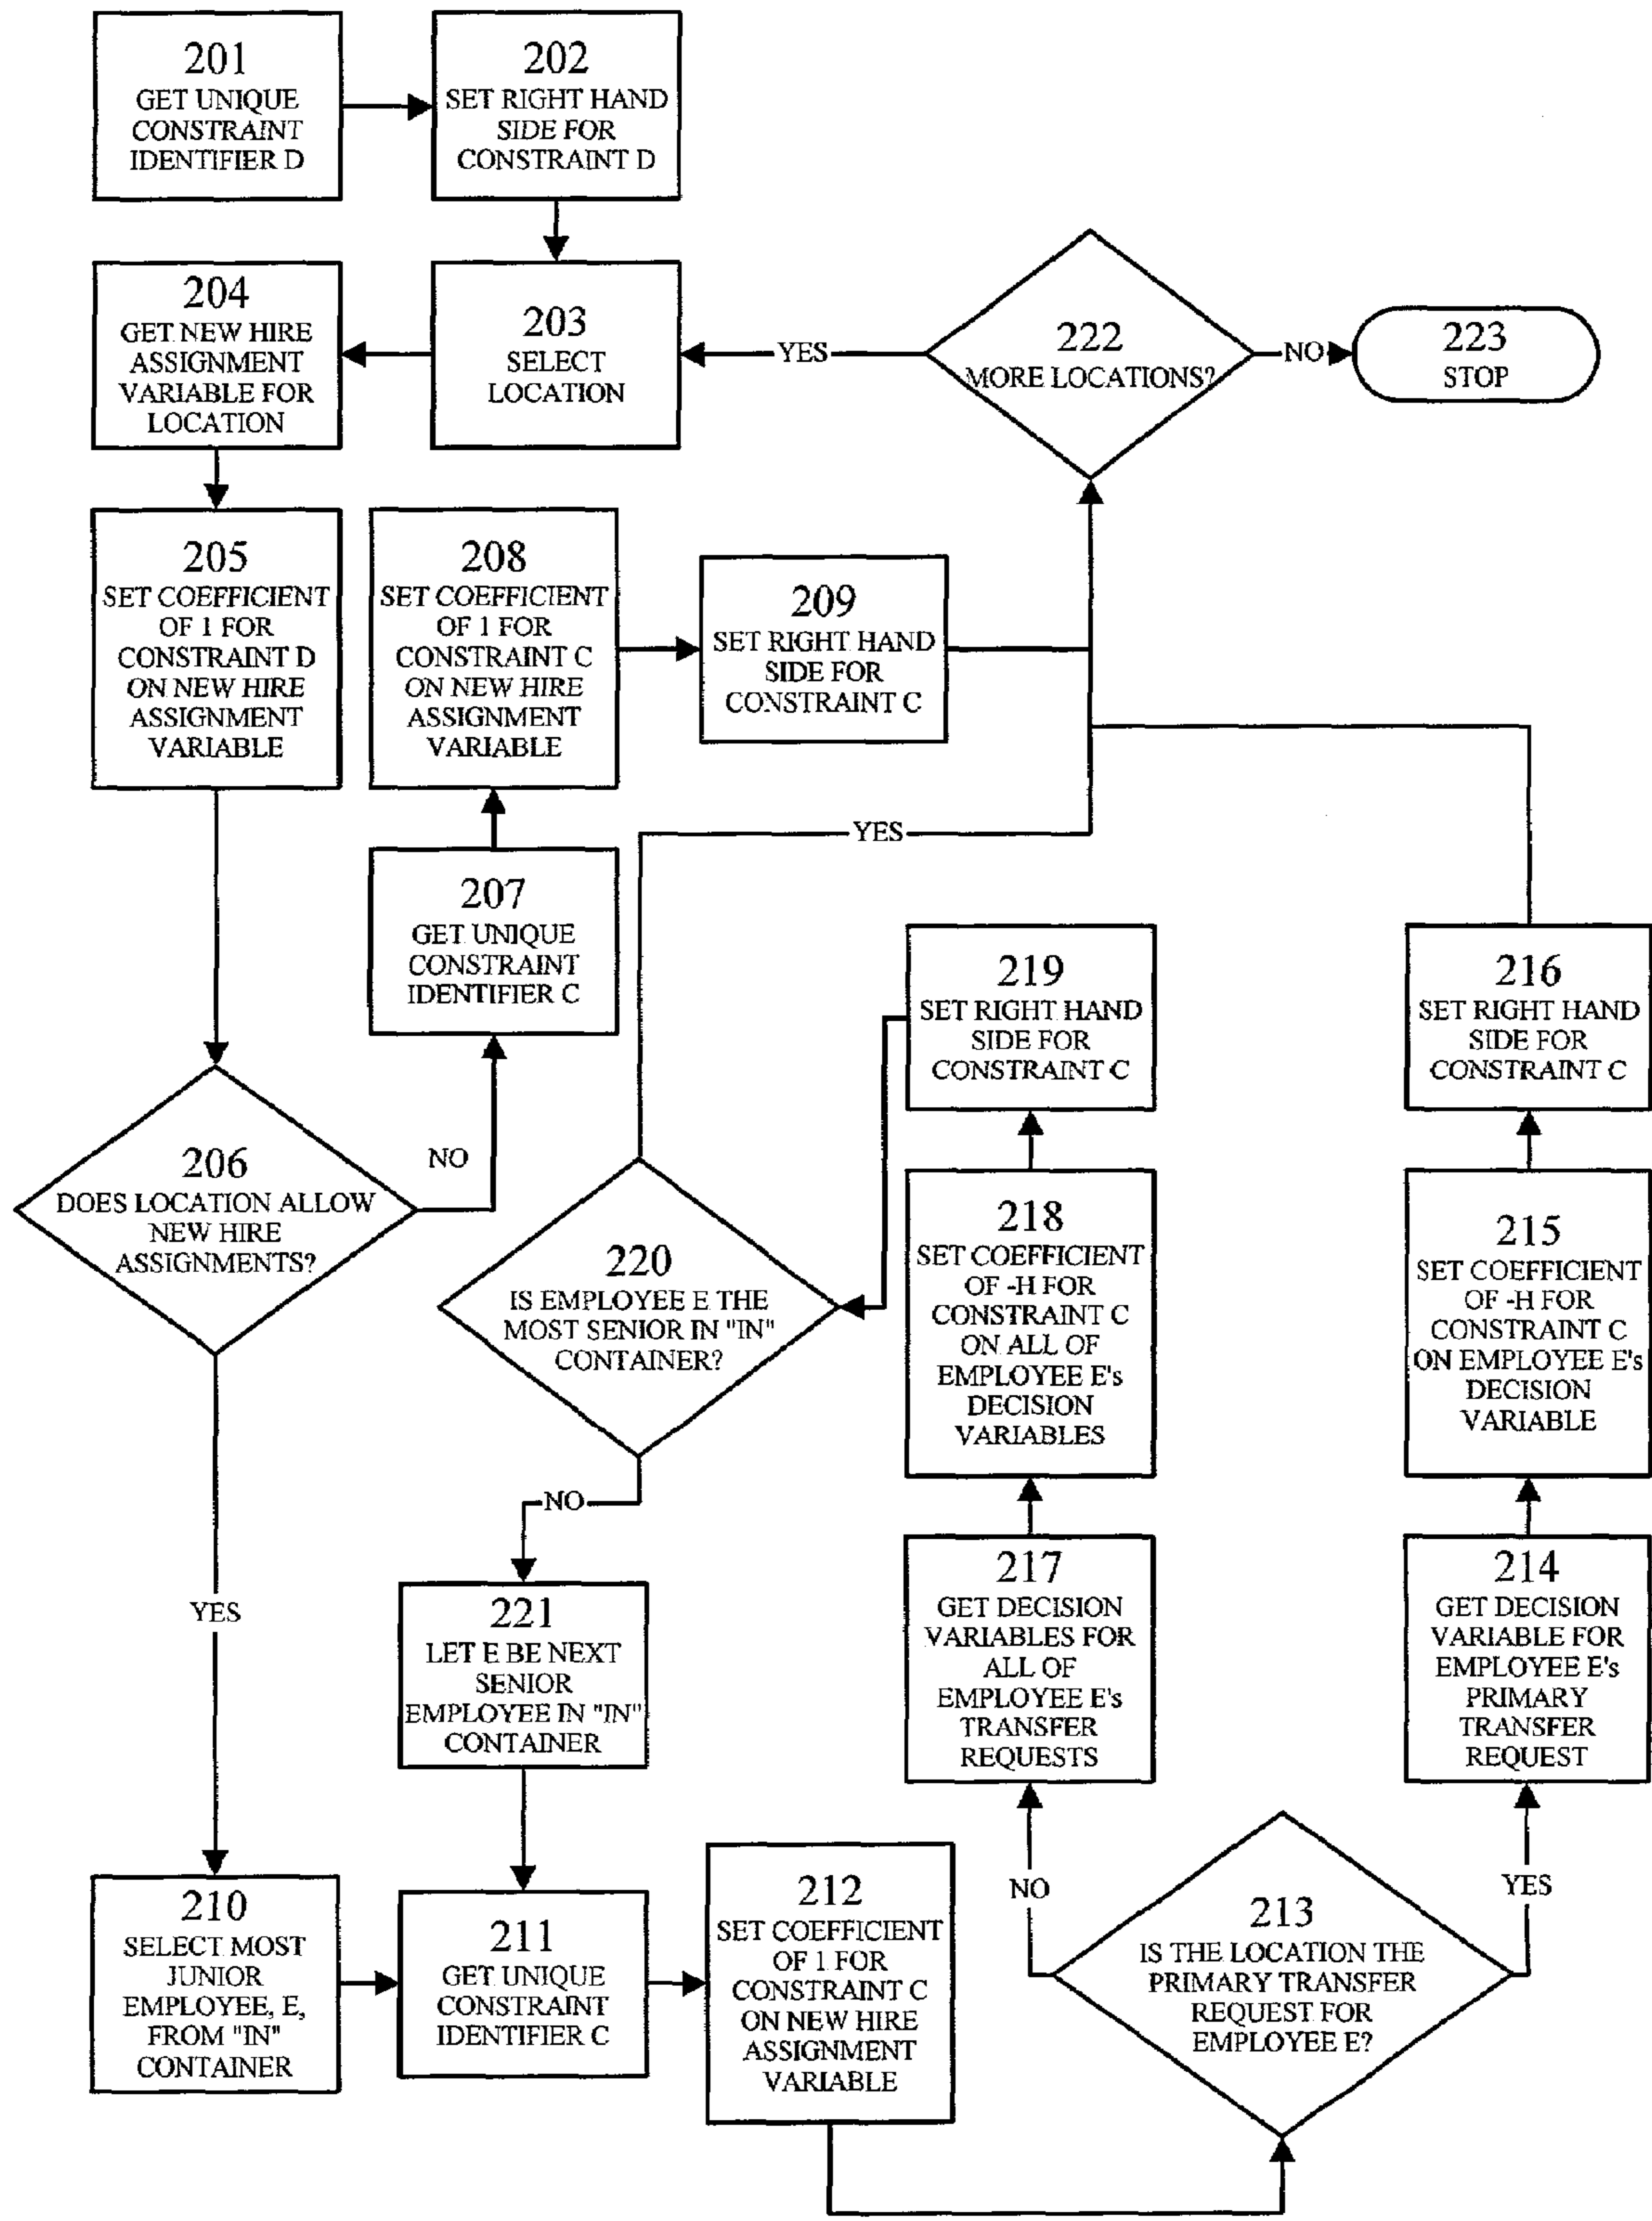 201
GET UNIQUE
CONSTRAINT
IDENTIFIER D
202
SET RIGHT HAND
SIDE FOR
CONSTRAINT D
204
GET NEW HIRE
ASSIGNMENT
VARIABLE FOR
LOCATION
203
SELECT
LOCATION
YES
222
MORE LOCATIONS?
NO
223
STOP
205
SET COEFFICIENT
OF 1 FOR
CONSTRAINT D
ON NEW HIRE
ASSIGNMENT
VARIABLE
208
SET COEFFICIENT
OF 1 FOR
CONSTRAINT C
ON NEW HIRE
ASSIGNMENT
VARIABLE
209
SET RIGHT HAND
SIDE FOR
CONSTRAINT C
YES
207
GET UNIQUE
CONSTRAINT
IDENTIFIER C
219
SET RIGHT HAND
SIDE FOR
CONSTRAINT C
216
SET RIGHT HAND
SIDE FOR
CONSTRAINT C
206
DOES LOCATION ALLOW
NEW HIRE
ASSIGNMENTS?
NO
220
IS EMPLOYEE E THE
MOST SENIOR IN "IN"
CONTAINER?
218
SET COEFFICIENT
OF -H FOR
CONSTRAINT C
ON ALL OF
EMPLOYEE E's
DECISION
VARIABLES
215
SET COEFFICIENT
OF -H FOR
CONSTRAINT C
ON EMPLOYEE E's
DECISION
VARIABLE
NO
YES
221
LET E BE NEXT
SENIOR
EMPLOYEE IN "IN"
CONTAINER
217
GET DECISION
VARIABLES FOR
ALL OF
EMPLOYEE E's
TRANSFER
REQUESTS
214
GET DECISION
VARIABLE FOR
EMPLOYEE E's
PRIMARY
TRANSFER
REQUEST
210
SELECT MOST
JUNIOR
EMPLOYEE, E,
FROM "IN"
CONTAINER
211
GET UNIQUE
CONSTRAINT
IDENTIFIER C
212
SET COEFFICIENT
OF 1 FOR
CONSTRAINT C
ON NEW HIRE
ASSIGNMENT
VARIABLE
NO
213
IS THE LOCATION THE
PRIMARY TRANSFER
REQUEST FOR
EMPLOYEE E?
YES